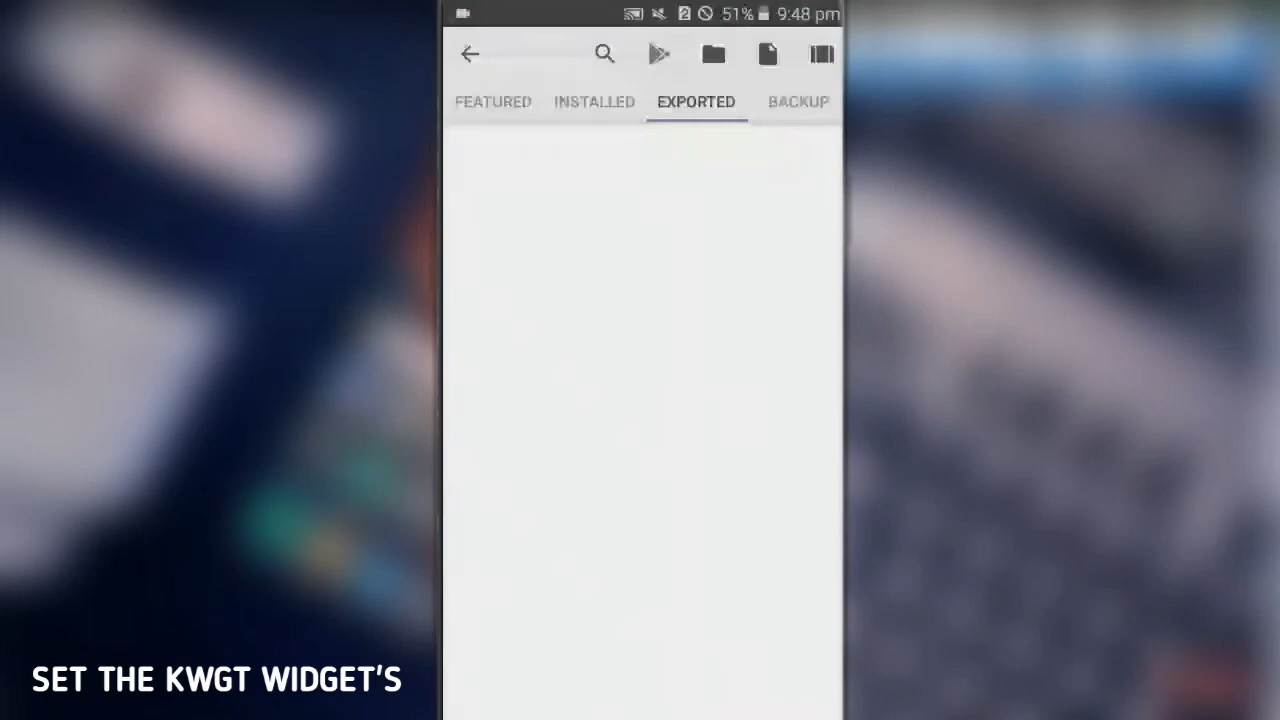 51% 9:48 pm
FEATURED INSTALLED EXPORTED BACKUP
SET THE KWGT WIDGET'S